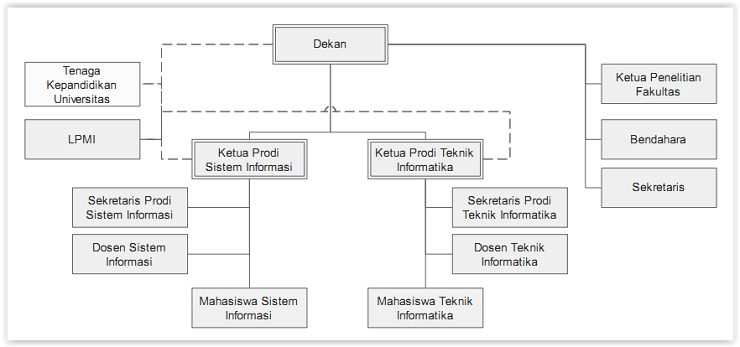 Dekan
Tenaga
Kepandidikan
Universitas
Ketua Penelitian
Fakultas
LPMI
Bendahara
Ketua Prodi
Sistem Informasi
Ketua Prodi Teknik
Informatika
Sekretaris
Sekretaris Prodi
Sistem Informasi
Sekretaris Prodi
Teknik Informatika
Dosen Sistem
Informasi
Dosen Teknik
Informatika
Mahasiswa Sistem
Informasi
Mahasiswa Teknik
Informatika